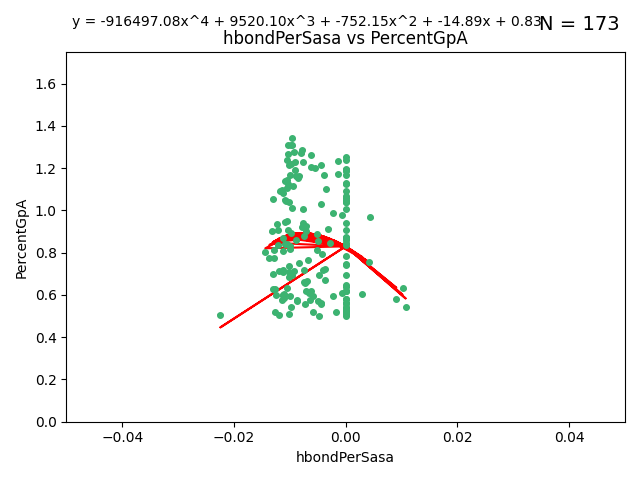 y = -916497.08x^4 + 9520.10x^3 + -752.15x^2 + -14.89x + 0.83
N = 173
hbondPerSasa vs PercentGpA
1.6
1.4
1.2
1.0
0.8
0.6
0.4
0.2
0.0
PercentGpA
−0.04 −0.02 0.00 0.02 0.04
hbondPerSasa